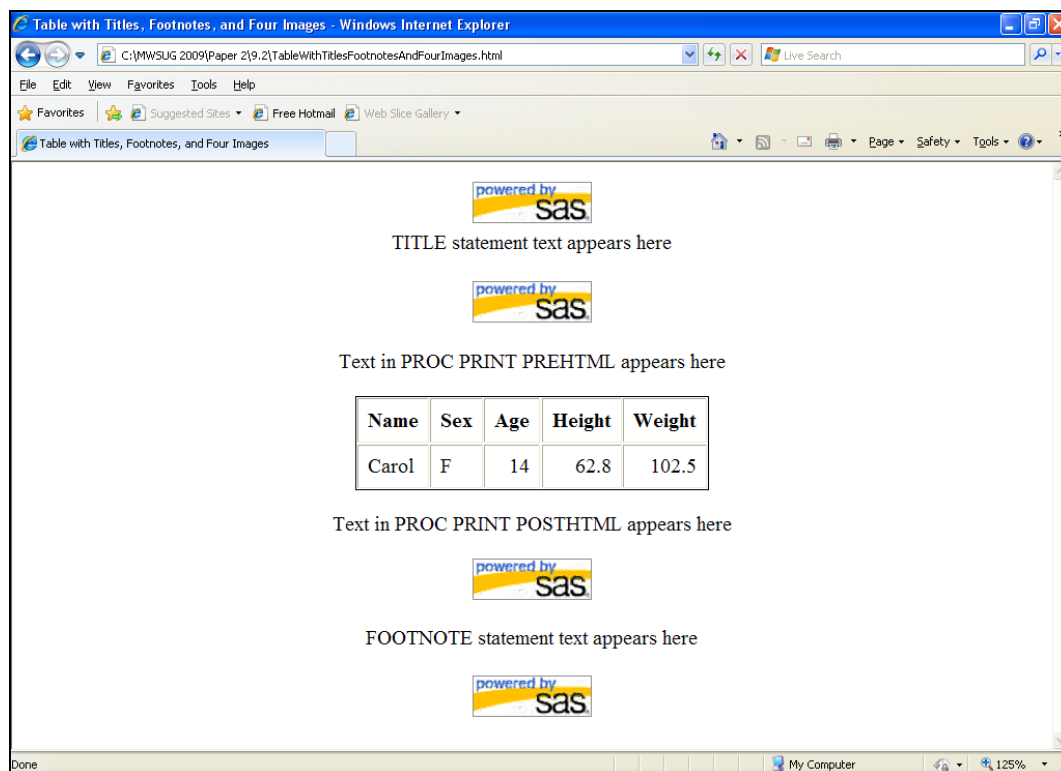 Table with Titles, Footnotes, and Four Images - Windows Internet Explorer
C:\MWSUG 2009\Paper 2\9.2\TableWithTitlesFootnotesAndFourImages.html
Live Search
File Edit View Favorites Tools Help
Favorites Suggested Sites Free Hotmail Web Slice Gallery
Table with Titles, Footnotes, and Four Images
Page Safety Tools
powered by
sas
TITLE statement text appears here
powered by
sas
Text in PROC PRINT PREHTML appears here
Name Sex Age Height Weight
Carol F 14 62.8 102.5
Text in PROC PRINT POSTHTML appears here
powered by
sas
FOOTNOTE statement text appears here
powered by
sas
Done My Computer 125%